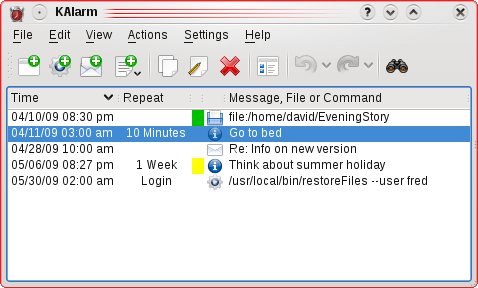 KAlarm
File Edit View Actions Settings Help
Time Repeat Message, File or Command
04/10/09 08:30 pm file:/home/david/EveningStory
04/11/09 03:00 am 10 Minutes Go to bed
04/28/09 10:00 am Re: Info on new version
05/06/09 08:27 pm 1 Week Think about summer holiday
05/30/09 02:00 am Login /usr/local/bin/restoreFiles --user fred